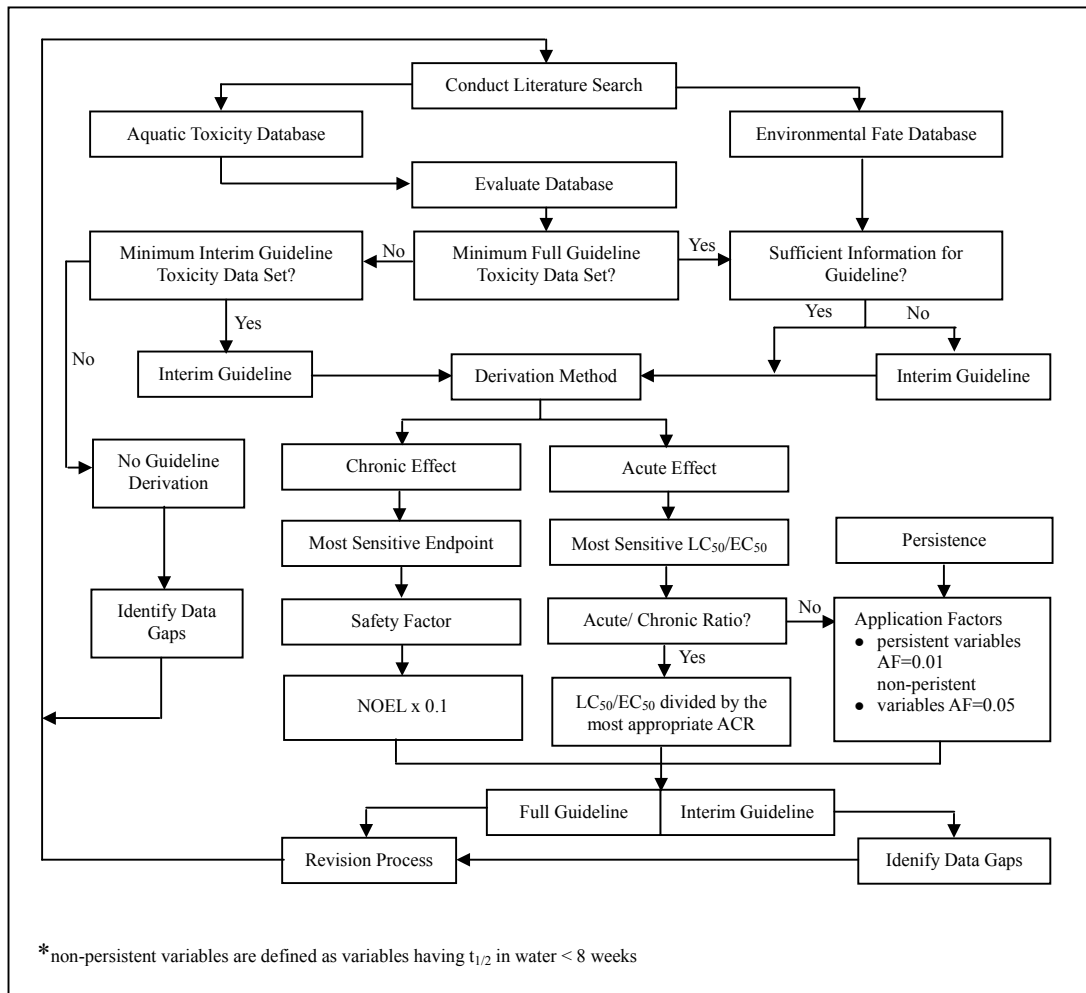 Conduct Literature Search
Aquatic Toxicity Database
Environmental Fate Database
Evaluate Database
Minimum Interim Guideline
Toxicity Data Set?
No
Minimum Full Guideline
Toxicity Data Set?
Yes
Sufficient Information for
Guideline?
Yes
No
Yes
No
Interim Guideline
Derivation Method
Interim Guideline
No Guideline
Derivation
Chronic Effect
Acute Effect
Most Sensitive Endpoint
Most Sensitive LC50/EC50
Persistence
Identify Data
Gaps
Safety Factor
Acute/ Chronic Ratio?
No
Application Factors
● persistent variables
AF=0.01
non-peristent
● variables AF=0.05
Yes
NOEL x 0.1
LC50/EC50 divided by the
most appropriate ACR
Full Guideline
Interim Guideline
Revision Process
Idenify Data Gaps
*non-persistent variables are defined as variables having t1/2 in water < 8 weeks